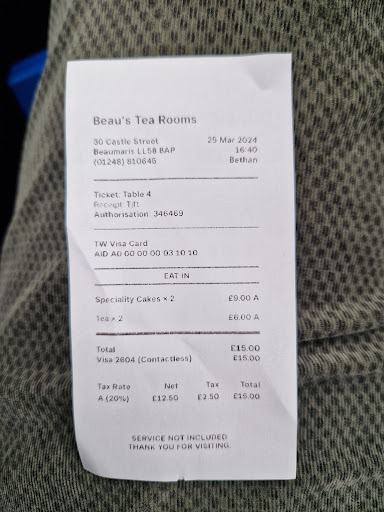 Beau's Tea Rooms
30 Castle Street 25 Mar 2024
Beaumaris LL58 8AP 16:40
(01248) 810645 Bethan
Ticket: Table 4
Receipt:
Authorisation: 346469
TW Visa Card
AID A0 00 00 00 03 10 10
EAT IN
Speciality Cakes × 2 £9.00 A
Tea × 2 £6.00 A
Total £15.00
Visa 2604 (Contactless) £15.00
Tax Rate Net Tax Total
A (20%) £12.50 £2.50 £15.00
SERVICE NOT INCLUDED
THANK YOU FOR VISITING.